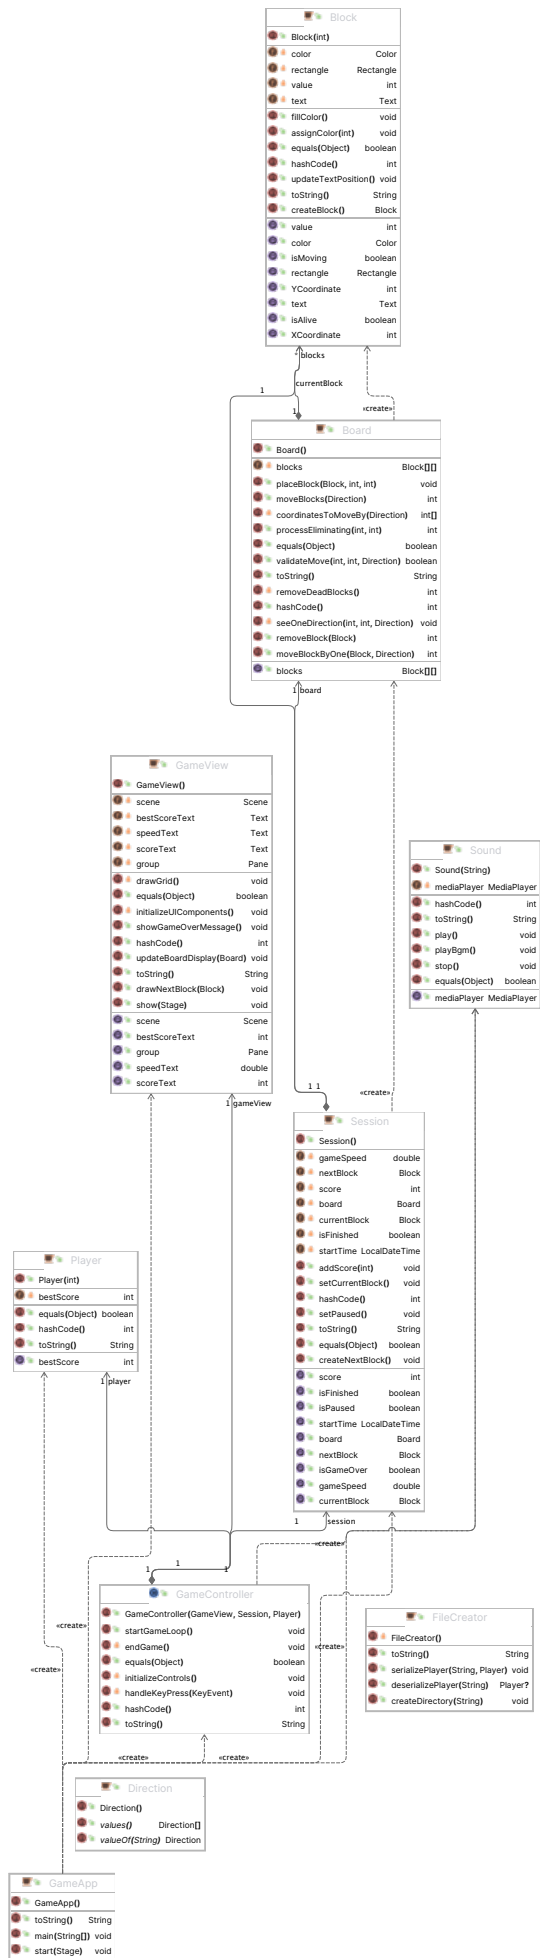 Block
Block(int)
color Color
rectangle Rectangle
value int
text Text
fillColor() void
assignColor(int) void
equals(Object) boolean
hashCode() int
updateTextPosition() void
toString() String
createBlock() Block
value int
color Color
isMoving boolean
rectangle Rectangle
YCoordinate int
text Text
isAlive boolean
XCoordinate int
* blocks
currentBlock
1
1
«create»
Board
Board()
blocks Block[][]
placeBlock(Block, int, int) void
moveBlocks(Direction) int
coordinatesToMoveBy(Direction) int[]
processEliminating(int, int) int
equals(Object) boolean
validateMove(int, int, Direction) boolean
toString() String
removeDeadBlocks() int
hashCode() int
seeOneDirection(int, int, Direction) void
removeBlock(Block) int
moveBlockByOne(Block, Direction) int
blocks Block[][]
1 board
GameView
GameView()
scene Scene
bestScoreText Text
speedText Text
scoreText Text
group Pane
drawGrid() void
equals(Object) boolean
initializeUIComponents() void
showGameOverMessage() void
hashCode() int
updateBoardDisplay(Board) void
toString() String
drawNextBlock(Block) void
show(Stage) void
scene Scene
bestScoreText int
group Pane
speedText double
scoreText int
1 gameView
Sound
Sound(String)
mediaPlayer MediaPlayer
hashCode() int
toString() String
play() void
playBgm() void
stop() void
equals(Object) boolean
mediaPlayer MediaPlayer
1 1
«create»
Session
Session()
gameSpeed double
nextBlock Block
score int
board Board
currentBlock Block
isFinished boolean
startTime LocalDateTime
addScore(int) void
setCurrentBlock() void
hashCode() int
setPaused() void
toString() String
equals(Object) boolean
createNextBlock() void
score int
isFinished boolean
isPaused boolean
startTime LocalDateTime
board Board
nextBlock Block
isGameOver boolean
gameSpeed double
currentBlock Block
Player
Player(int)
bestScore int
equals(Object) boolean
hashCode() int
toString() String
bestScore int
1 player
1 session
«create»
1 1 1
GameController
GameController(GameView, Session, Player)
startGameLoop() void
endGame() void
equals(Object) boolean
initializeControls() void
handleKeyPress(KeyEvent) void
hashCode() int
toString() String
FileCreator
FileCreator()
toString() String
serializePlayer(String, Player) void
deserializePlayer(String) Player?
createDirectory(String) void
«create»
«create»
«create»
«create» «create»
Direction
Direction()
values() Direction[]
valueOf(String) Direction
GameApp
GameApp()
toString() String
main(String[]) void
start(Stage) void